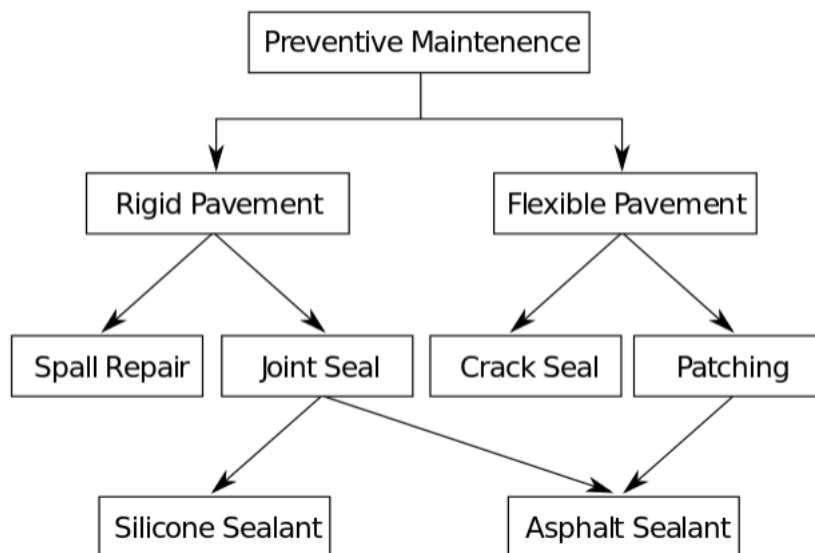 Preventive Maintenence
Rigid Pavement
Flexible Pavement
Spall Repair
Joint Seal
Crack Seal
Patching
Silicone Sealant
Asphalt Sealant